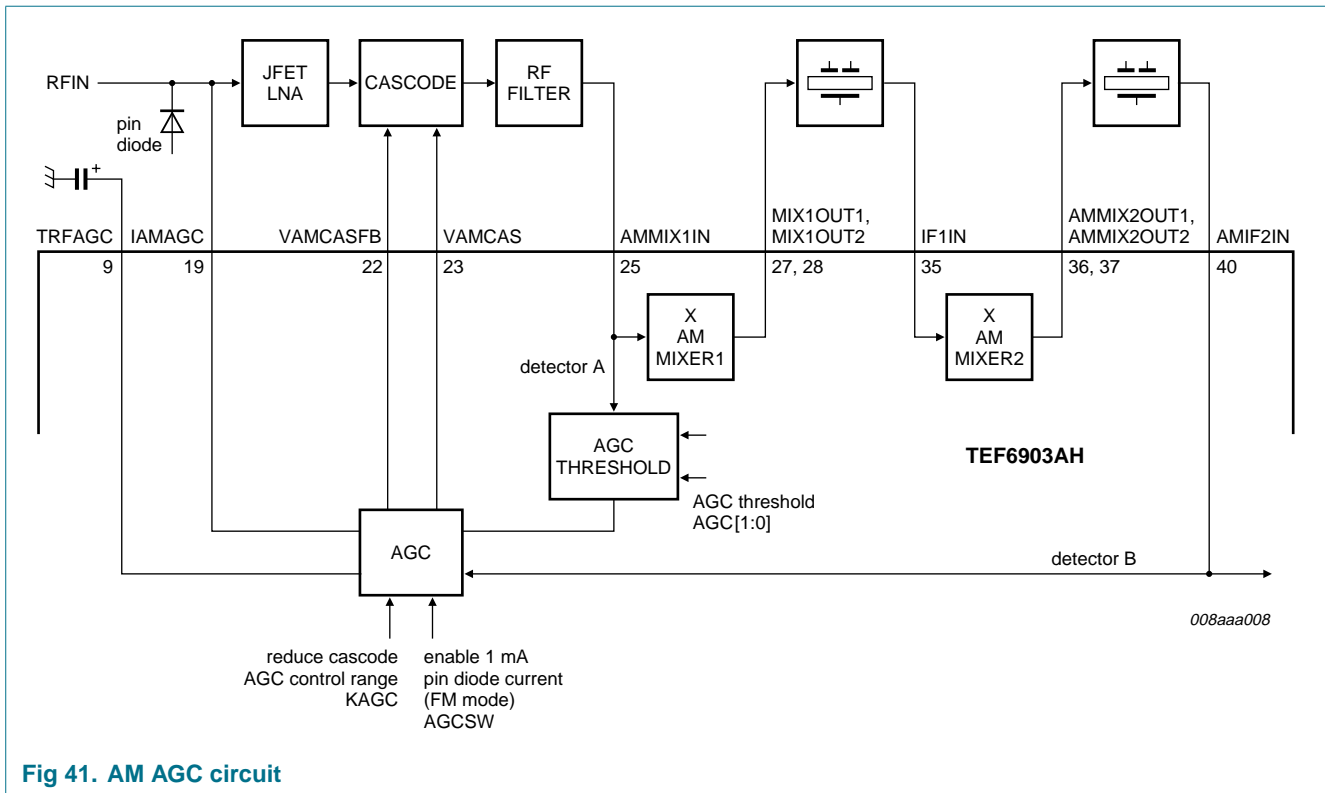 RFIN
pin
diode
+
JFET
LNA
CASCODE
RF
FILTER
TRFAGC
IAMAGC
VAMCASFB
VAMCAS
AMMIX1IN
MIX1OUT1,
MIX1OUT2
IF1IN
AMMIX2OUT1,
AMMIX2OUT2
AMIF2IN
9
19
22
23
25
27, 28
35
36, 37
40
X
AM
MIXER1
X
AM
MIXER2
detector A
AGC
THRESHOLD
TEF6903AH
AGC threshold
AGC[1:0]
AGC
detector B
008aaa008
reduce cascode
AGC control range
KAGC
enable 1 mA
pin diode current
(FM mode)
AGCSW
Fig 41. AM AGC circuit